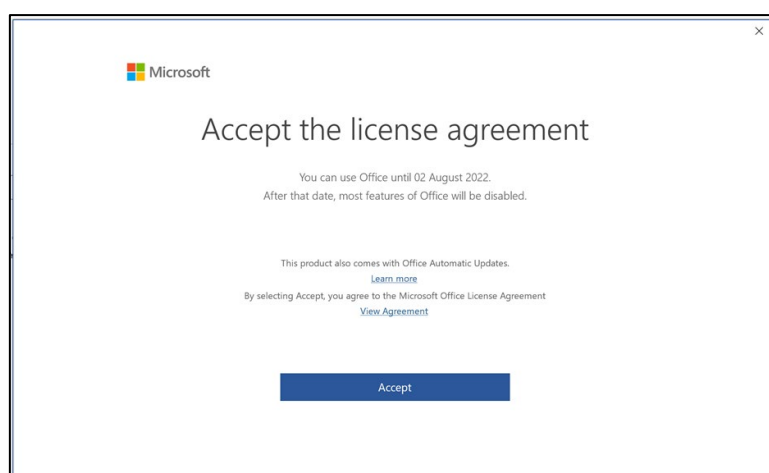 Microsoft
Accept the license agreement
You can use Office until 02 August 2022.
After that date, most features of Office will be disabled.
This product also comes with Office Automatic Updates.
Learn more
By selecting Accept, you agree to the Microsoft Office License Agreement
View Agreement
Accept